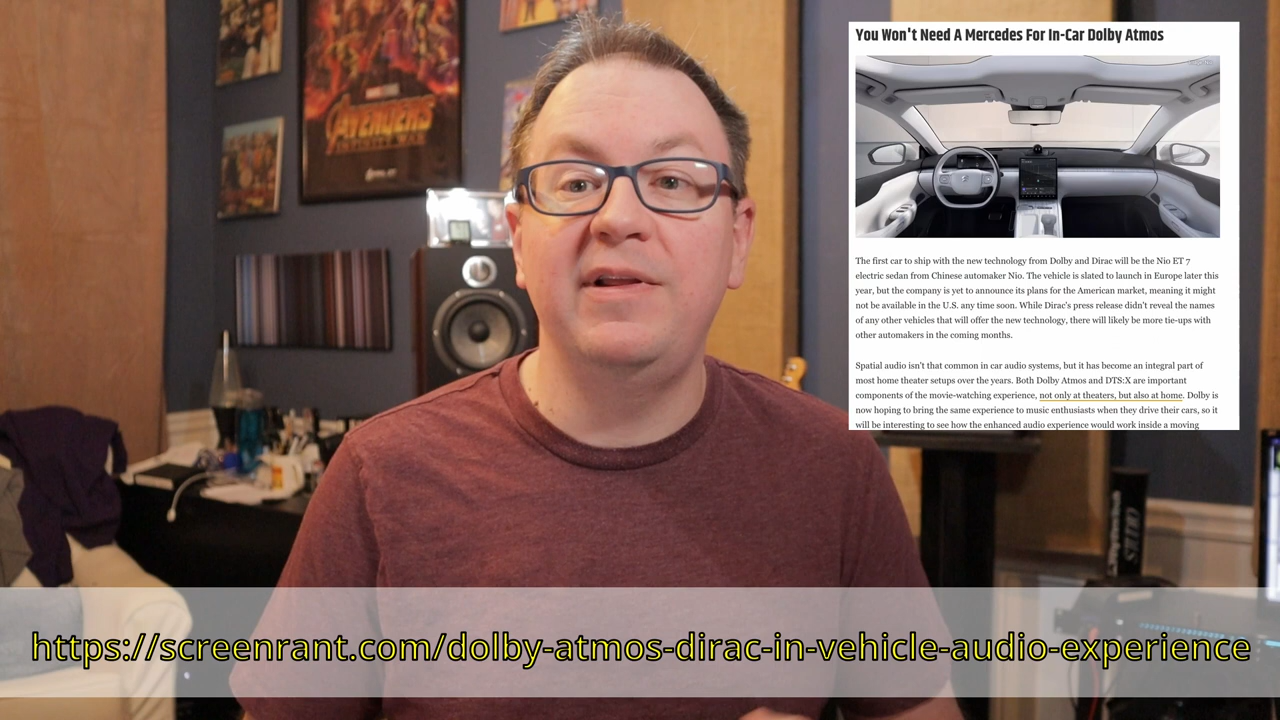 AVENGERS
INFINITY WAR
You Won't Need A Mercedes For In-Car Dolby Atmos
The first car to ship with the new technology from Dolby and Dirac will be the Nio ET 7
electric sedan from Chinese automaker Nio. The vehicle is slated to launch in Europe later this
year, but the company is yet to announce its plans for the American market, meaning it might
not be available in the U.S. any time soon. While Dirac's press release didn't reveal the names
of any other vehicles that will offer the new technology, there will likely be more tie-ups with
other automakers in the coming months.
Spatial audio isn't that common in car audio systems, but it has become an integral part of
most home theater setups over the years. Both Dolby Atmos and DTS:X are important
components of the movie-watching experience, not only at theaters, but also at home. Dolby is
now hoping to bring the same experience to music enthusiasts when they drive their cars, so it
will be interesting to see how the enhanced audio experience would work inside a moving
https://screenrant.com/dolby-atmos-dirac-in-vehicle-audio-experience